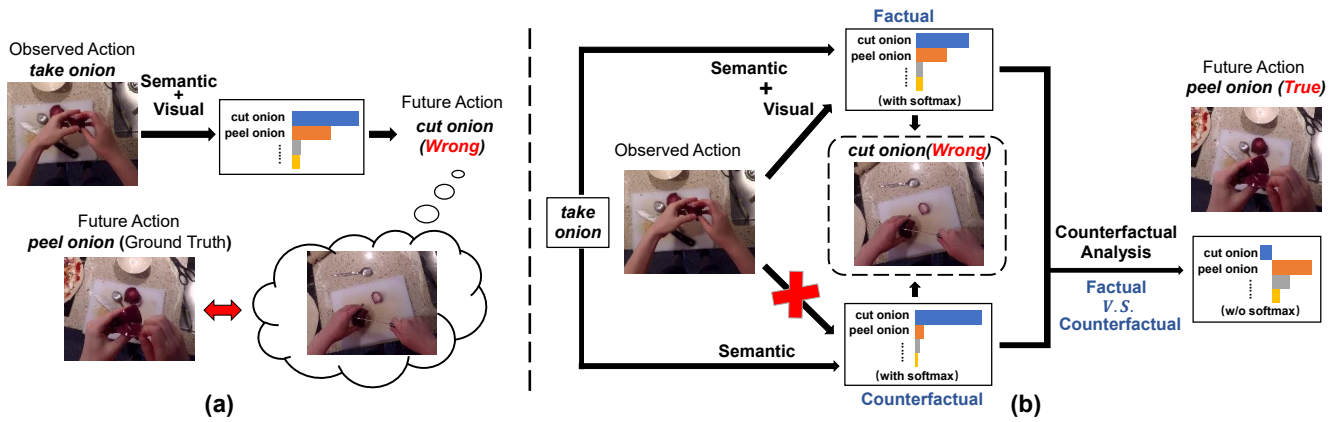 Observed Action
take onion
Semantic
+
Visual
cut onion
peel onion
Future Action
cut onion
(Wrong)
Future Action
peel onion (Ground Truth)
(a)
Factual
cut onion
peel onion
(with softmax)
Semantic
+
Visual
Observed Action
take
onion
cut onion(Wrong)
cut onion
peel onion
(with softmax)
Semantic
Counterfactual
Counterfactual
Analysis
Factual
V.S.
Counterfactual
Future Action
peel onion (True)
cut onion
peel onion
(w/o softmax)
(b)